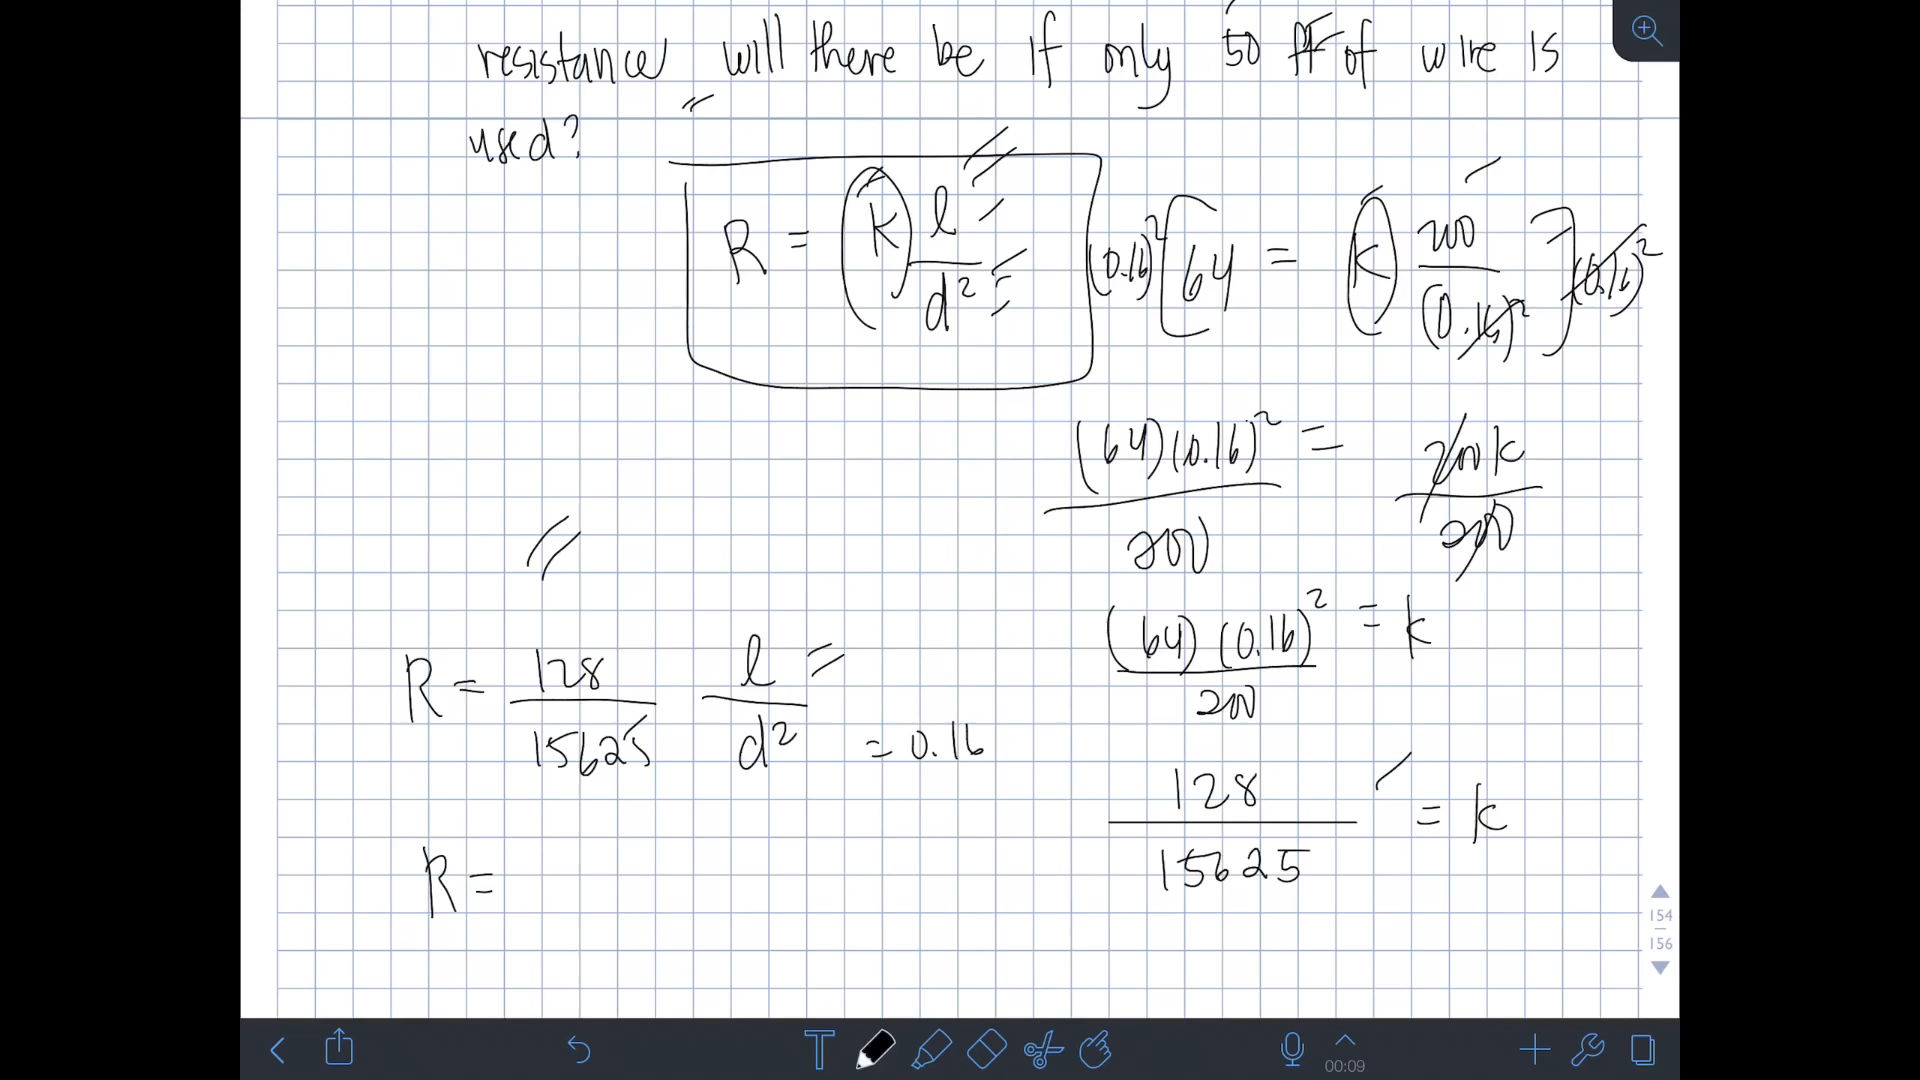 resistance will there be if only 50 ft of wire is
used?
R = k l/d²
(0.16)² [64 = k 200/(0.16)²] (0.16)²
(64)(0.16)²/200 = 200k/200
(64)(0.16)²/200 = k
R = 128/15625 l/d² = 0.16
128/15625 = k
R =
154
156
T
00:09